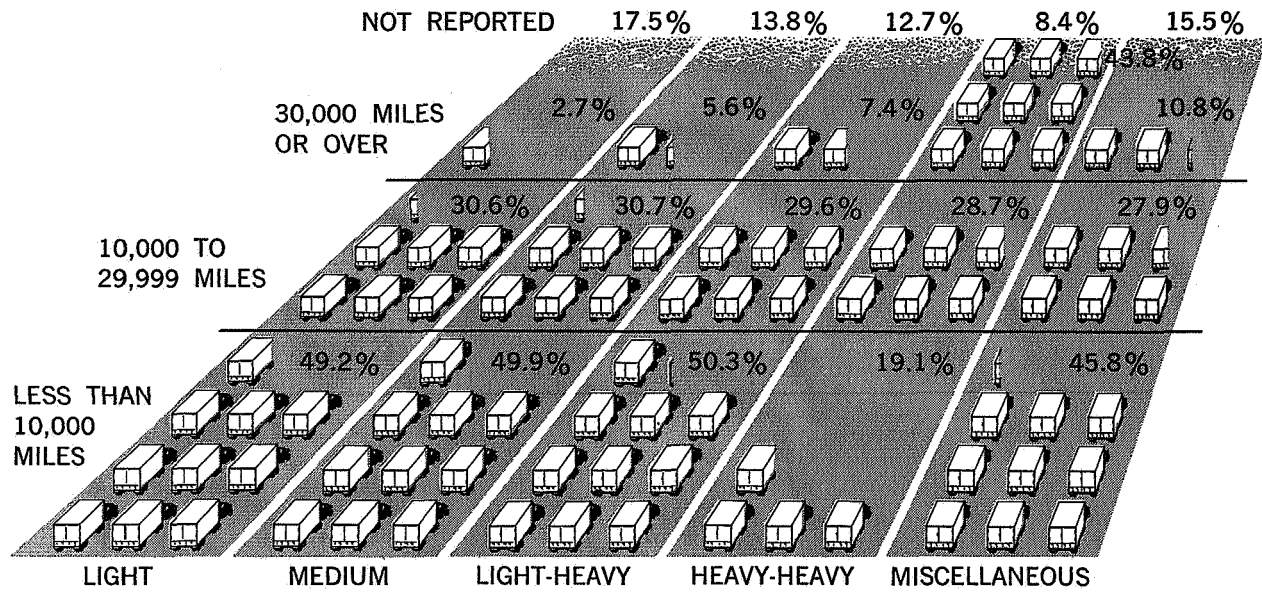 NOT REPORTED 17.5% 13.8% 12.7% 8.4% 15.5%
43.8%
30,000 MILES 2.7% 5.6% 7.4% 10.8%
OR OVER
30.6% 30.7% 29.6% 28.7% 27.9%
10,000 TO
29,999 MILES
49.2% 49.9% 50.3% 19.1% 45.8%
LESS THAN
10,000
MILES
LIGHT MEDIUM LIGHT-HEAVY HEAVY-HEAVY MISCELLANEOUS